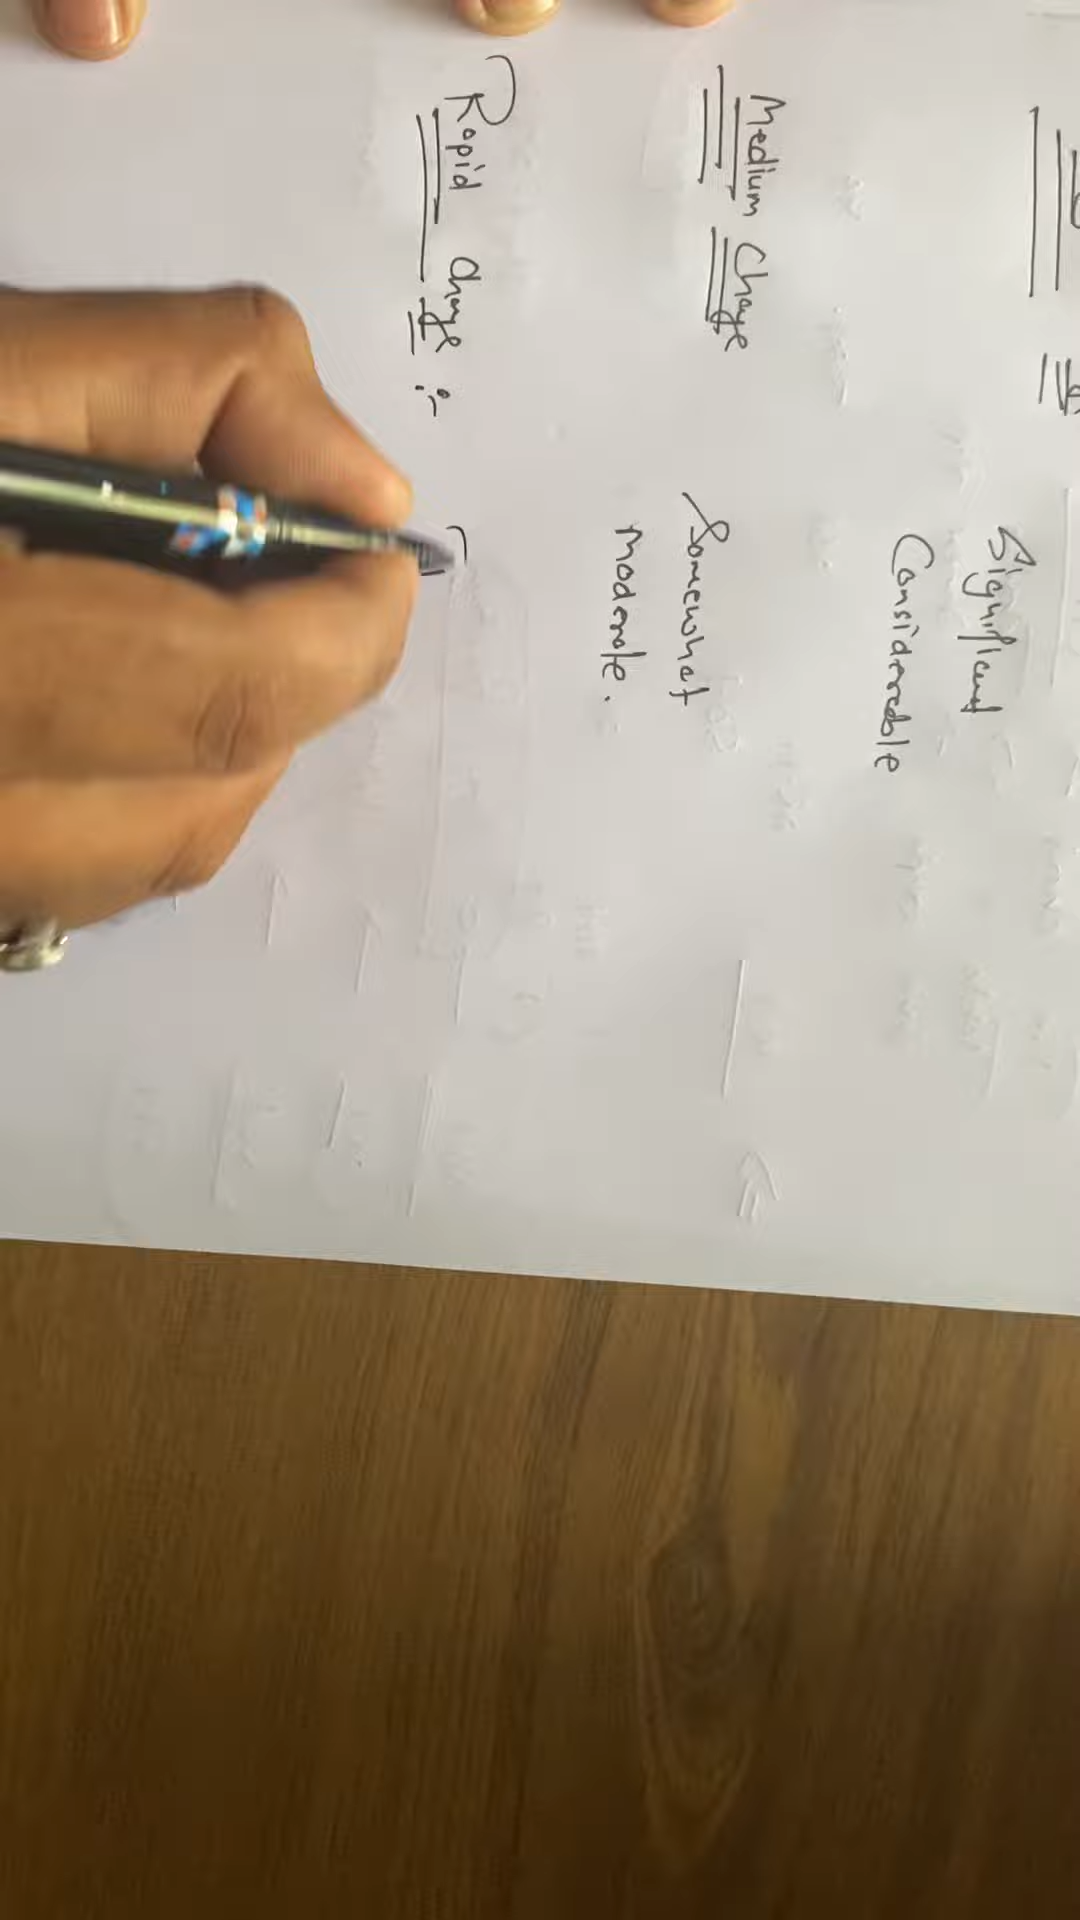 Significant
Considerable
Medium Change
Somewhat
moderate.
Rapid change :-